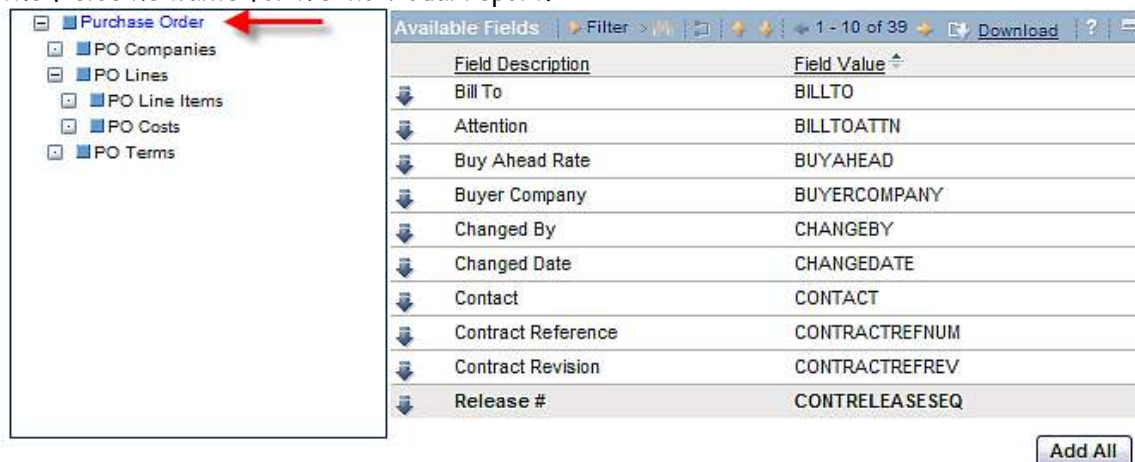 Purchase Order
PO Companies
PO Lines
PO Line Items
PO Costs
PO Terms
Available Fields Filter > 1 - 10 of 39 Download ?
Field Description Field Value
Bill To BILLTO
Attention BILLTOATTN
Buy Ahead Rate BUYAHEAD
Buyer Company BUYERCOMPANY
Changed By CHANGEBY
Changed Date CHANGEDATE
Contact CONTACT
Contract Reference CONTRACTREFNUM
Contract Revision CONTRACTREFREV
Release # CONTRELEASESEQ
Add All